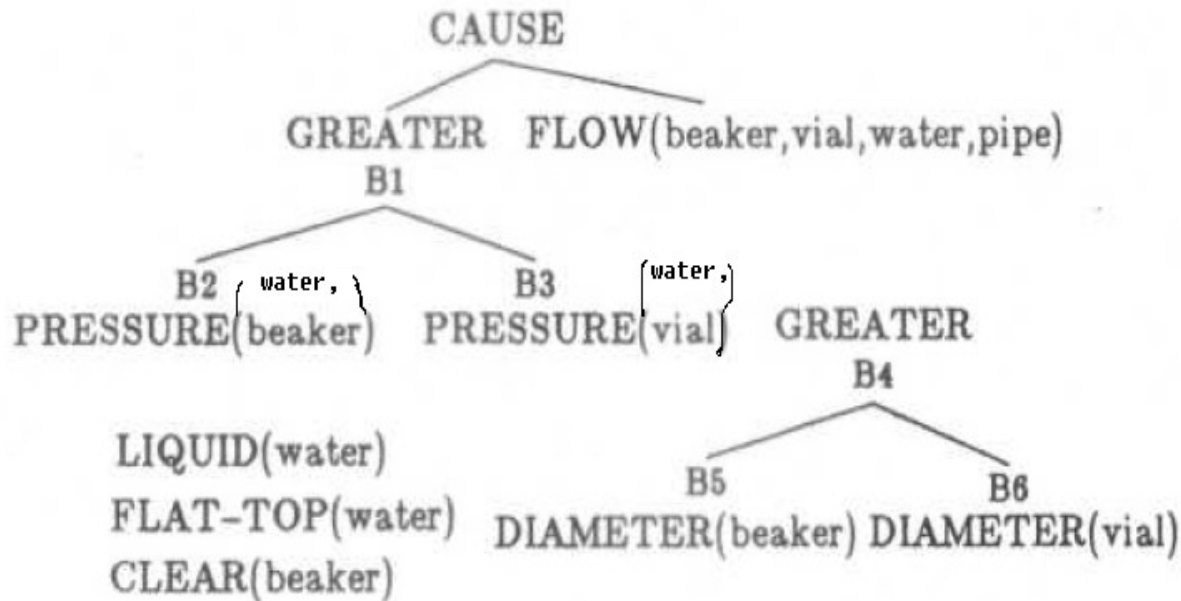 CAUSE
GREATER FLOW(beaker,vial,water,pipe)
B1
B2 B3
water, water,
PRESSURE(beaker) PRESSURE(vial) GREATER
B4
LIQUID(water)
B5 B6
FLAT-TOP(water) DIAMETER(beaker) DIAMETER(vial)
CLEAR(beaker)